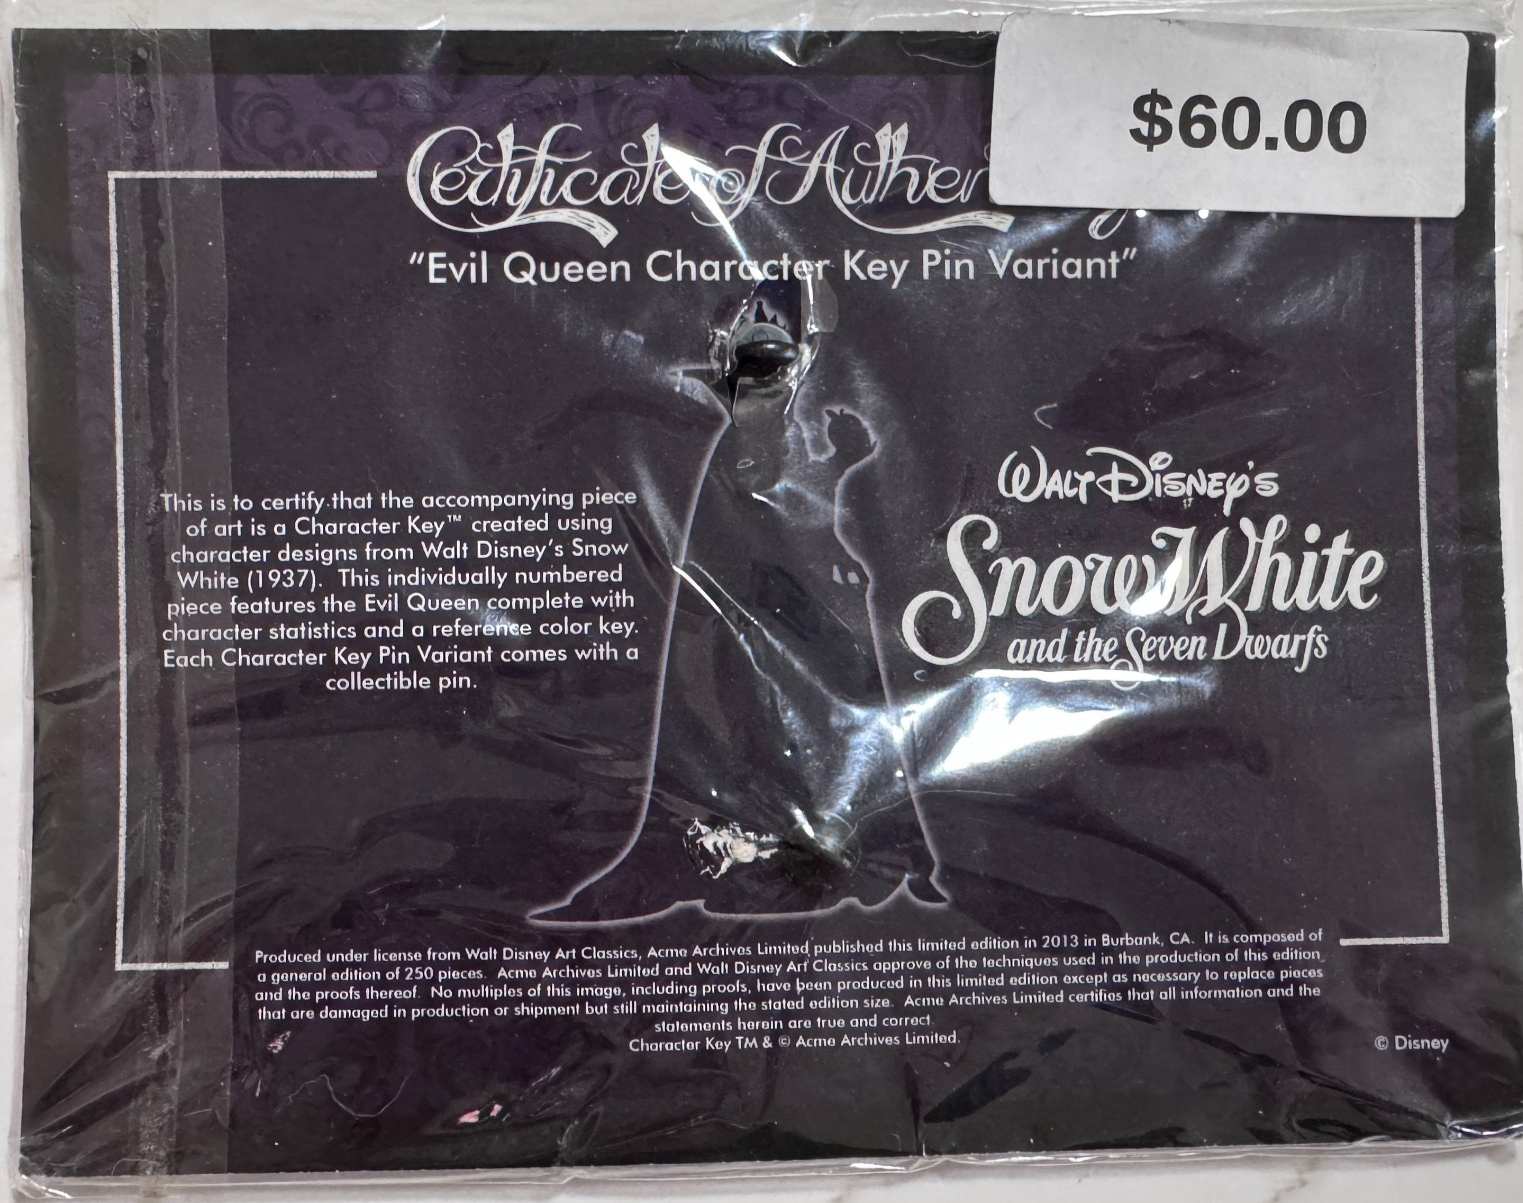 $60.00
Certificate of Authen
"Evil Queen Character Key Pin Variant"
This is to certify that the accompanying piece
of art is a Character Key™ created using
character designs from Walt Disney's Snow
White (1937). This individually numbered
piece features the Evil Queen complete with
character statistics and a reference color key.
Each Character Key Pin Variant comes with a
collectible pin.
WALT DISNEY'S
Snow White
and the Seven Dwarfs
Produced under license from Walt Disney Art Classics, Acme Archives Limited published this limited edition in 2013 in Burbank, CA. It is composed of
a general edition of 250 pieces. Acme Archives Limited and Walt Disney Art Classics approve of the techniques used in the production of this edition
and the proofs thereof. No multiples of this image, including proofs, have been produced in this limited edition except as necessary to replace pieces
that are damaged in production or shipment but still maintaining the stated edition size. Acme Archives Limited certifies that all information and the
statements herein are true and correct.
Character Key TM & © Acme Archives Limited.
© Disney